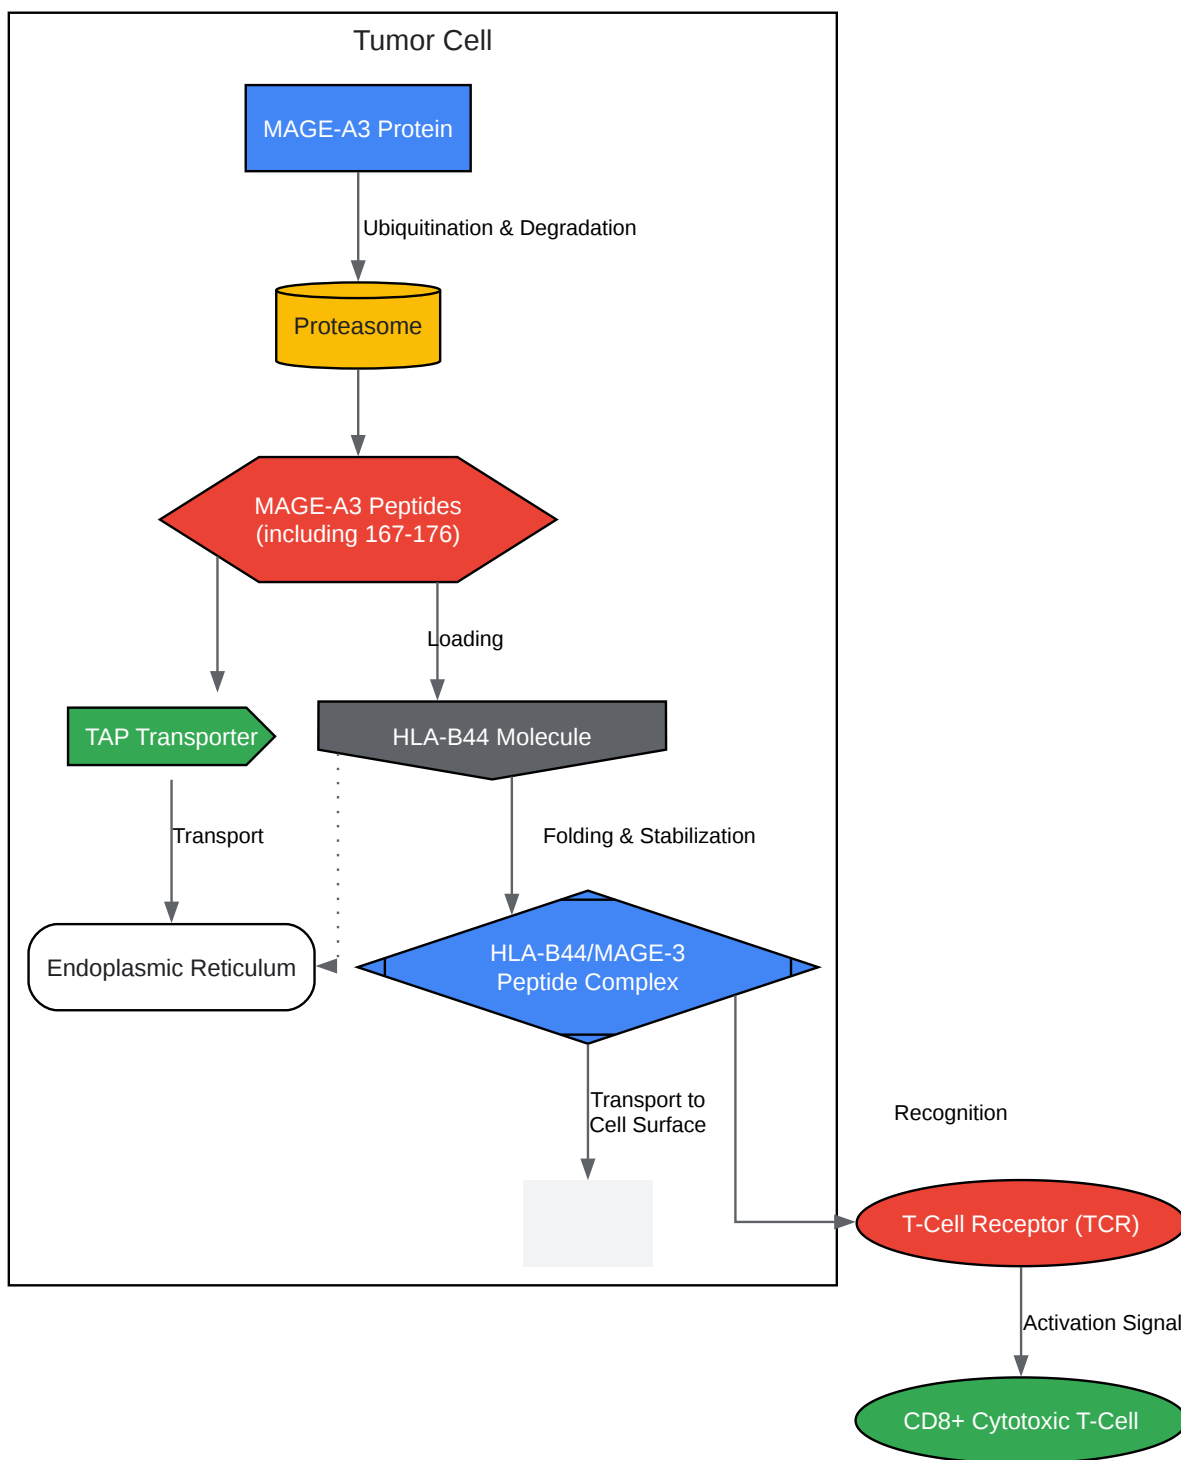 Tumor Cell
MAGE-A3 Protein
Ubiquitination & Degradation
Proteasome
MAGE-A3 Peptides
(including 167-176)
Loading
TAP Transporter
HLA-B44 Molecule
Transport
Folding & Stabilization
Endoplasmic Reticulum
HLA-B44/MAGE-3
Peptide Complex
Transport to
Cell Surface
Recognition
T-Cell Receptor (TCR)
Activation Signal
CD8+ Cytotoxic T-Cell